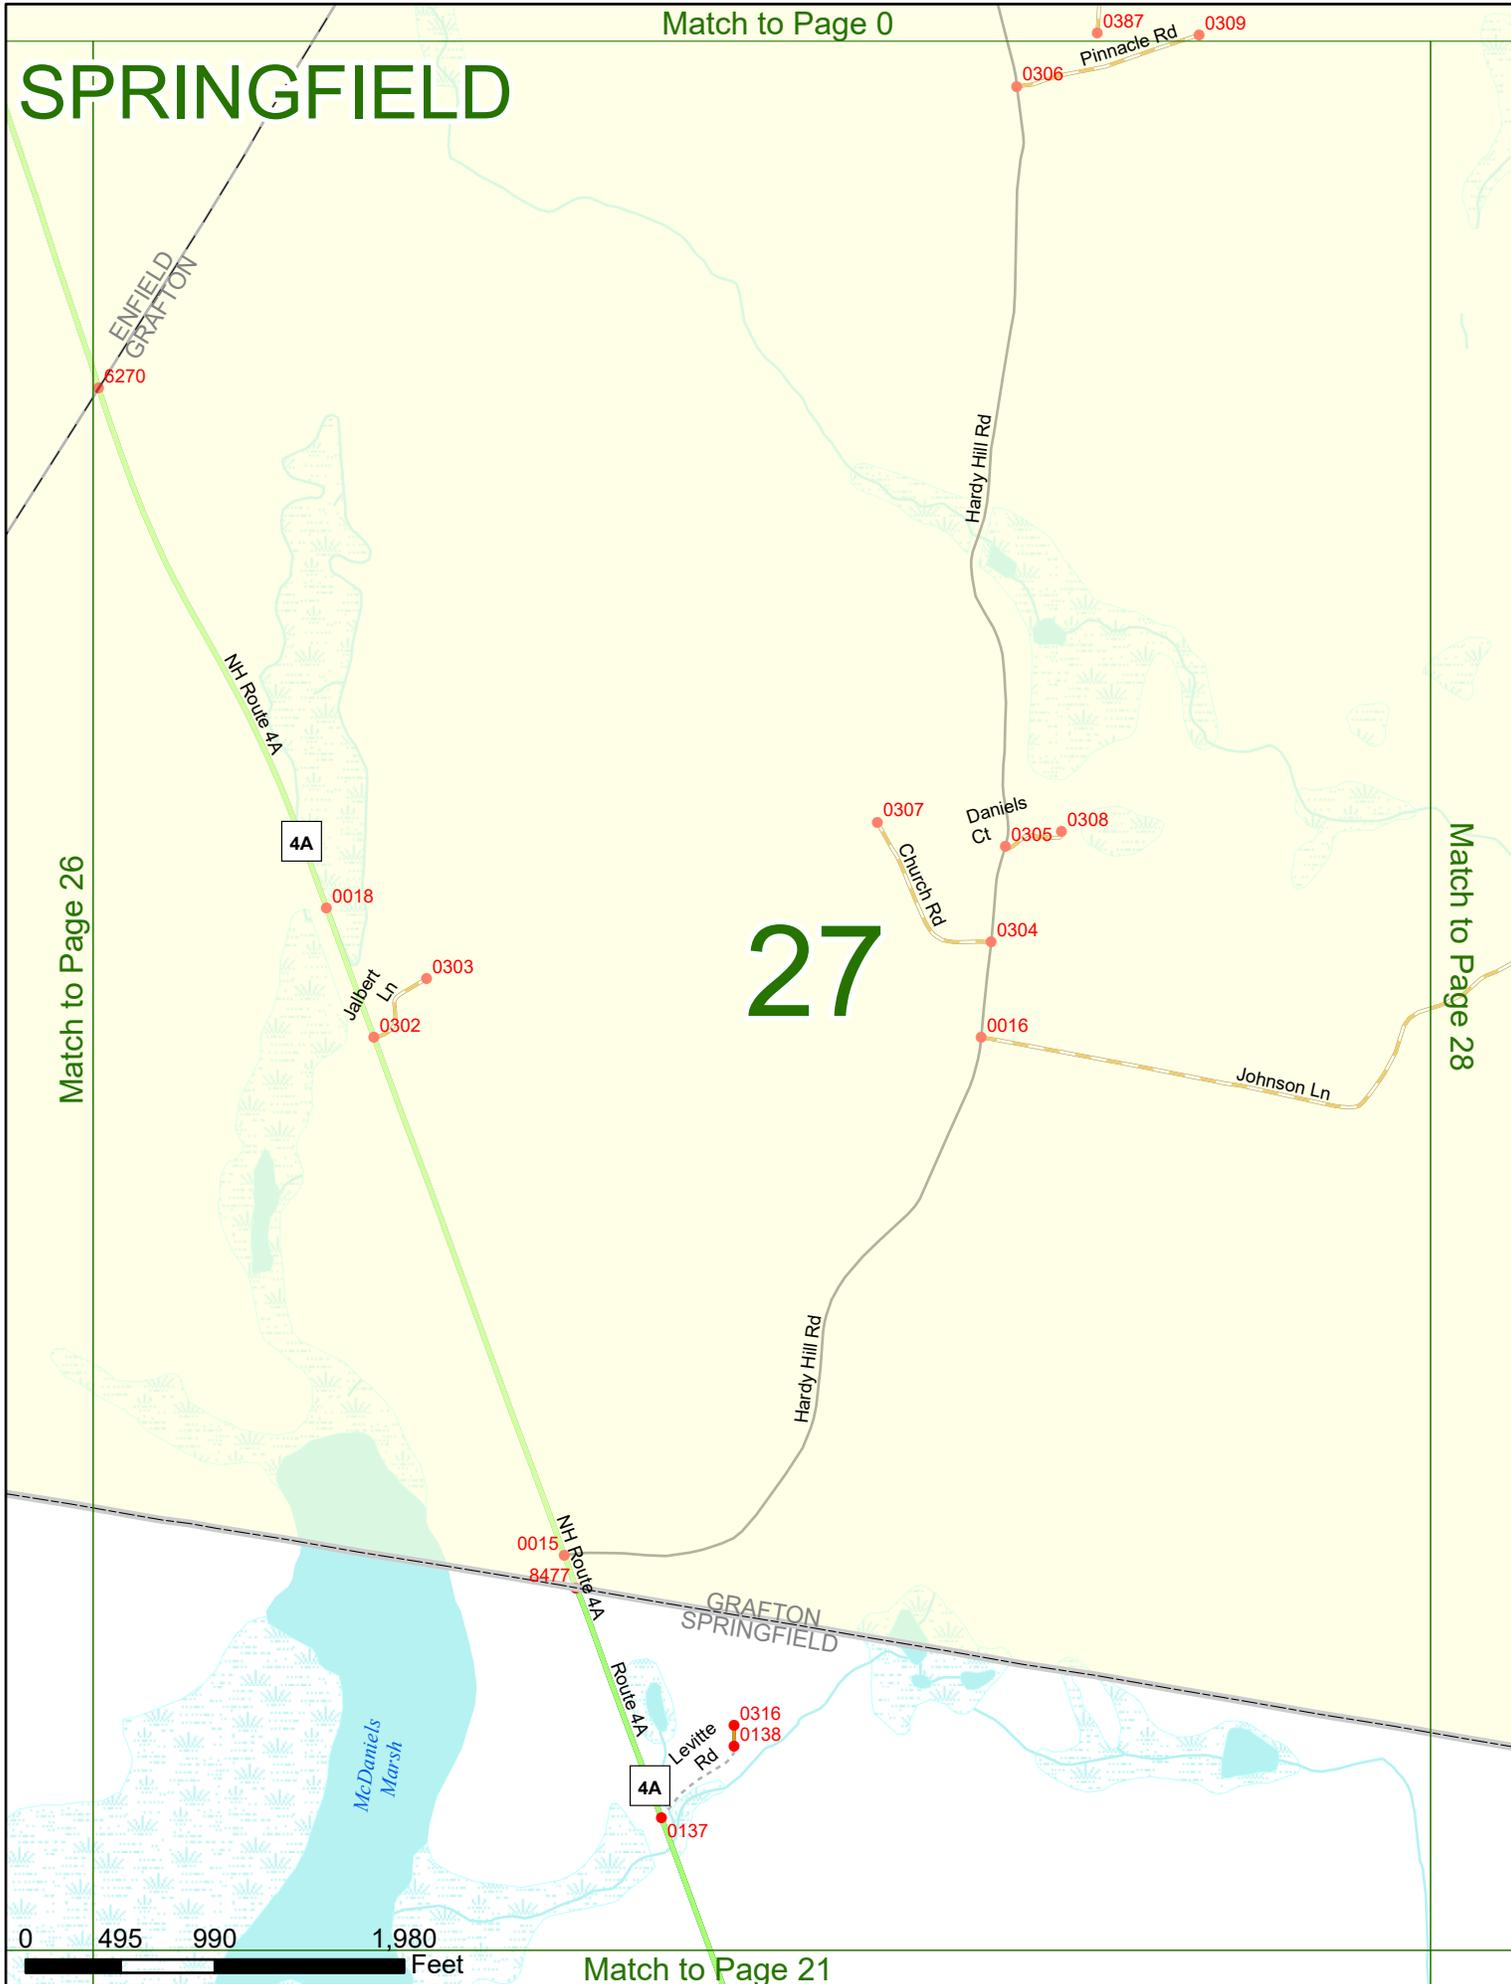 Match to Page 0
0387
0309
Pinnacle Rd
0306
SPRINGFIELD
ENFIELD
GRAFTON
6270
Hardy Hill Rd
NH Route 4A
4A
Match to Page 26
0018
0303
Jalbert
Ln
0302
0307
Church Rd
Daniels
Ct
0305
0308
0304
27
0016
Johnson Ln
Match to Page 28
Hardy Hill Rd
0015
NH Route 4A
8477
GRAFTON
SPRINGFIELD
Route 4A
0316
0138
Levitte
Rd
4A
0137
McDaniels
Marsh
0 495 990 1,980
Feet
Match to Page 21